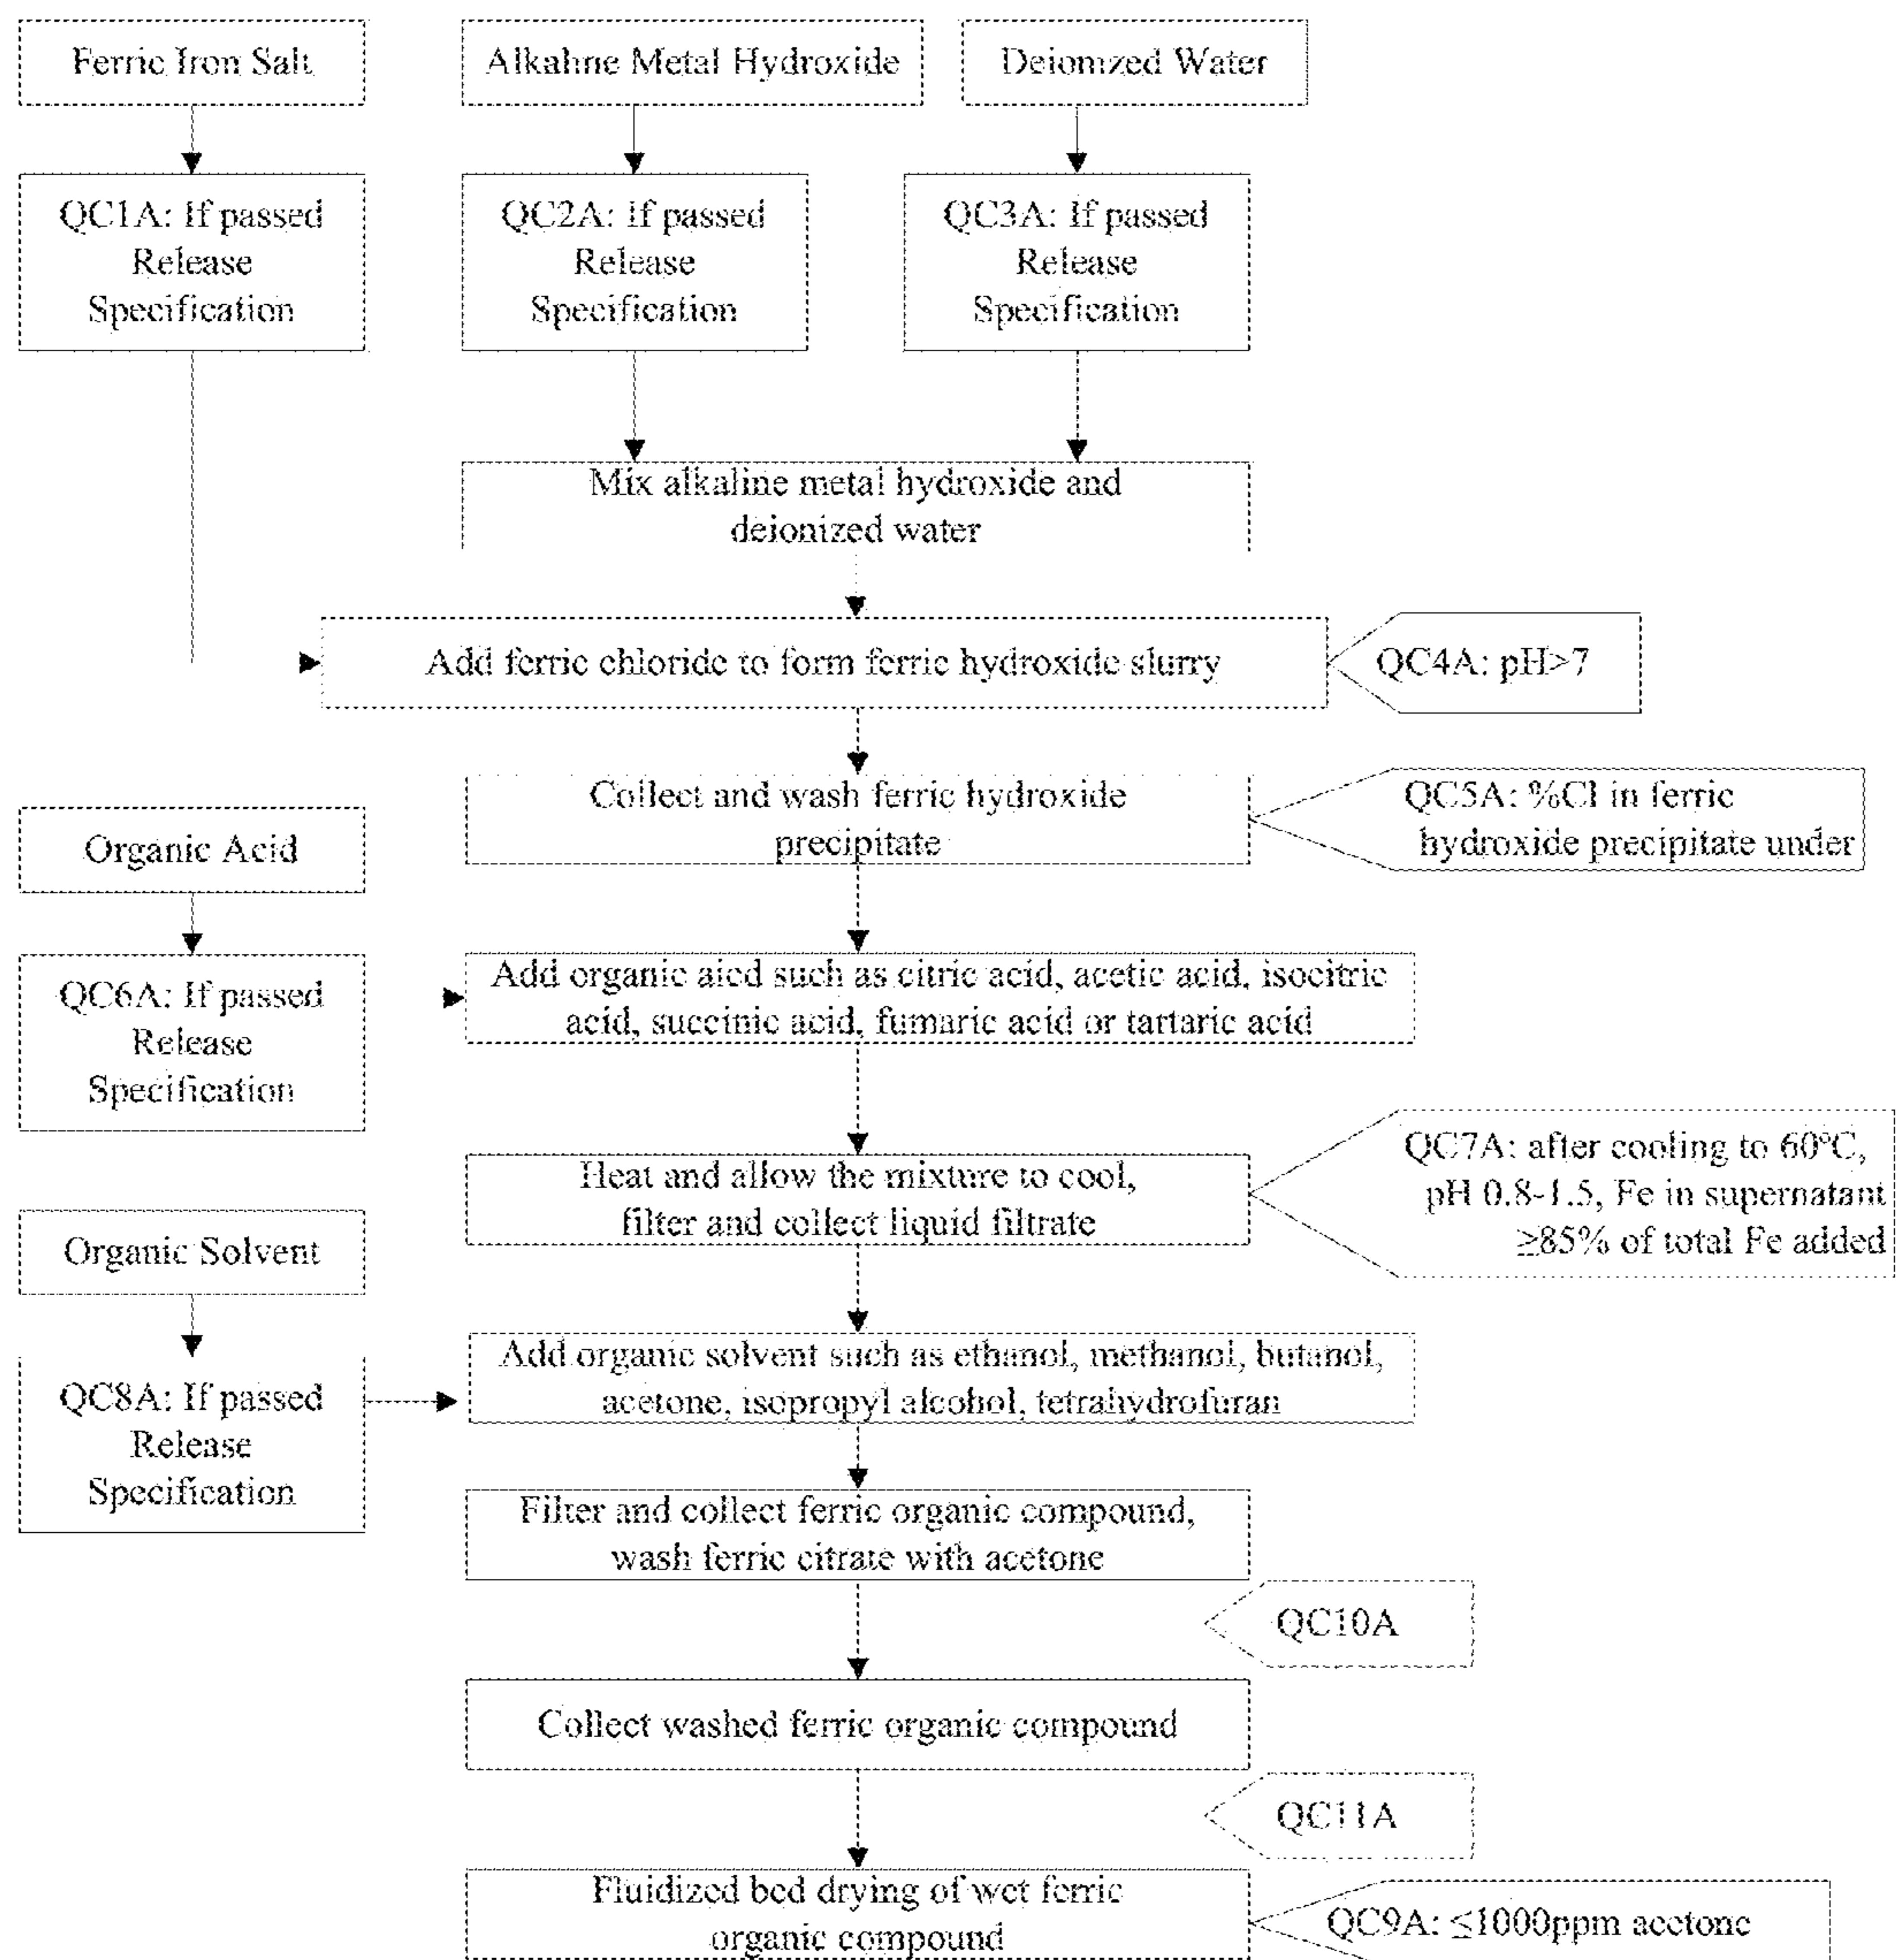 Ferric Iron Salt
Alkaline Metal Hydroxide
Deionized Water
QC1A: If passed
Release
Specification
QC2A: If passed
Release
Specification
QC3A: If passed
Release
Specification
Mix alkaline metal hydroxide and
deionized water
Add ferric chloride to form ferric hydroxide slurry
QC4A: pH>7
Collect and wash ferric hydroxide
precipitate
QC5A: %Cl in ferric
hydroxide precipitate under
Organic Acid
QC6A: If passed
Release
Specification
Add organic aicd such as citric acid, acetic acid, isocitric
acid, succinic acid, fumaric acid or tartaric acid
Heat and allow the mixture to cool,
filter and collect liquid filtrate
QC7A: after cooling to 60°C,
pH 0.8-1.5, Fe in supernatant
≥85% of total Fe added
Organic Solvent
QC8A: If passed
Release
Specification
Add organic solvent such as ethanol, methanol, butanol,
acetone, isopropyl alcohol, tetrahydrofuran
Filter and collect ferric organic compound,
wash ferric citrate with acetone
QC10A
Collect washed ferric organic compound
QC11A
Fluidized bed drying of wet ferric
organic compound
QC9A: ≤1000ppm acetone